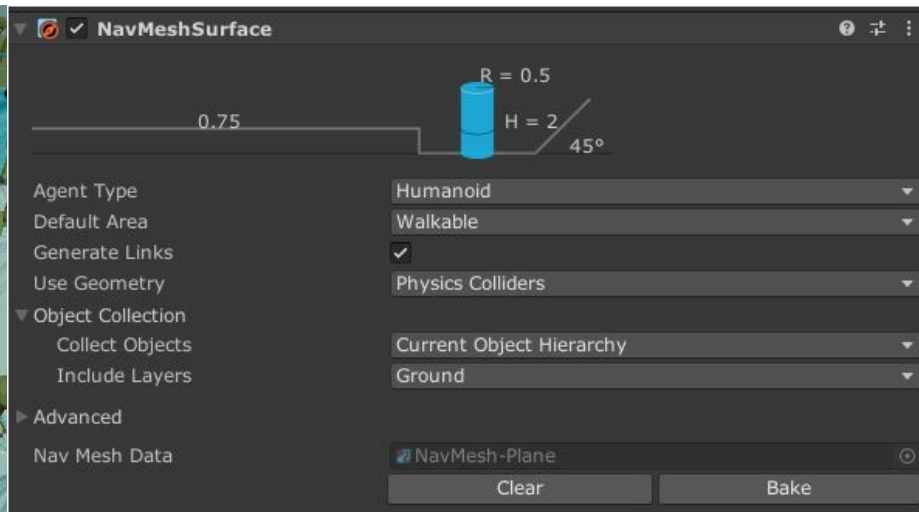 NavMeshSurface
R = 0.5
0.75
H = 2
45°
Agent Type Humanoid
Default Area Walkable
Generate Links
Use Geometry Physics Colliders
Object Collection
Collect Objects Current Object Hierarchy
Include Layers Ground
Advanced
Nav Mesh Data NavMesh-Plane
Clear Bake